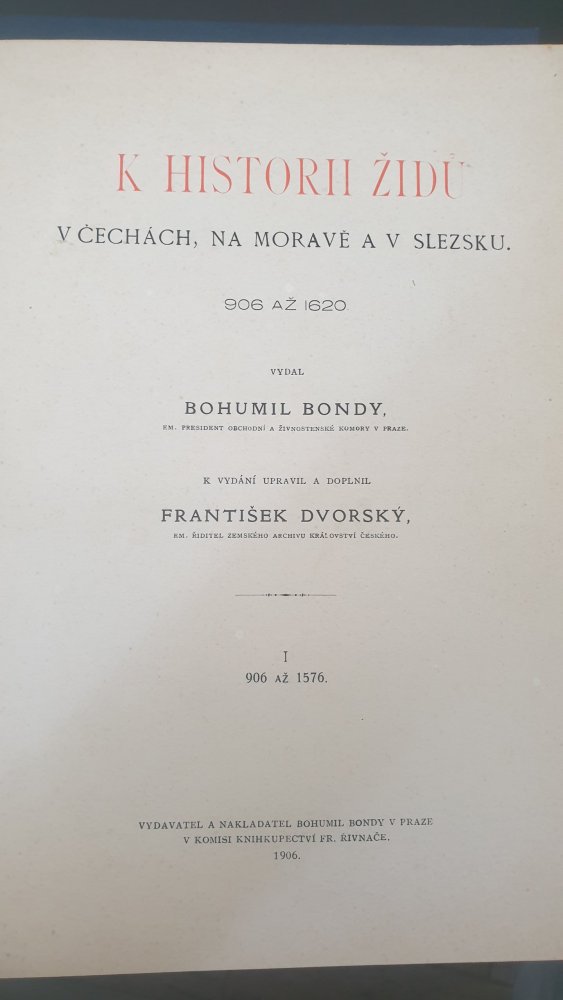 K HISTORII ŽIDŮ
V ČECHÁCH, NA MORAVĚ A V SLEZSKU.
906 AŽ 1620
VYDAL
BOHUMIL BONDY,
EM. PRESIDENT OBCHODNÍ A ŽIVNOSTENSKÉ KOMORY V PRAZE.
K VYDÁNÍ UPRAVIL A DOPLNIL
FRANTIŠEK DVORSKÝ,
EM. ŘIDITEL ZEMSKÉHO ARCHIVU KRÁĽOVSTVÍ ČESKÉHO.
I
906 AŽ 1576.
VYDAVATEL A NAKLADATEL BOHUMIL BONDY V PRAZE
V KOMISI KNIHKUPECTVÍ FR. ŘIVNAČE.
1906.